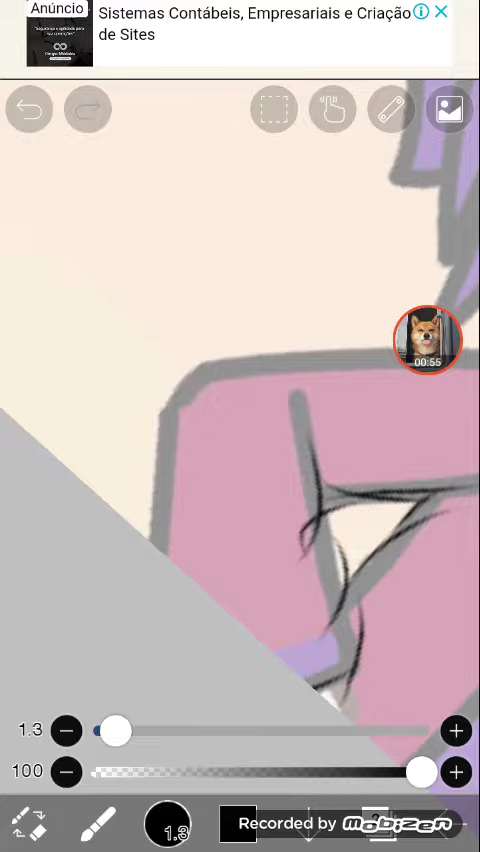 Anúncio
Sistemas Contábeis, Empresariais e Criação
de Sites
00:55
1.3
100
1.3
Recorded by mobizen